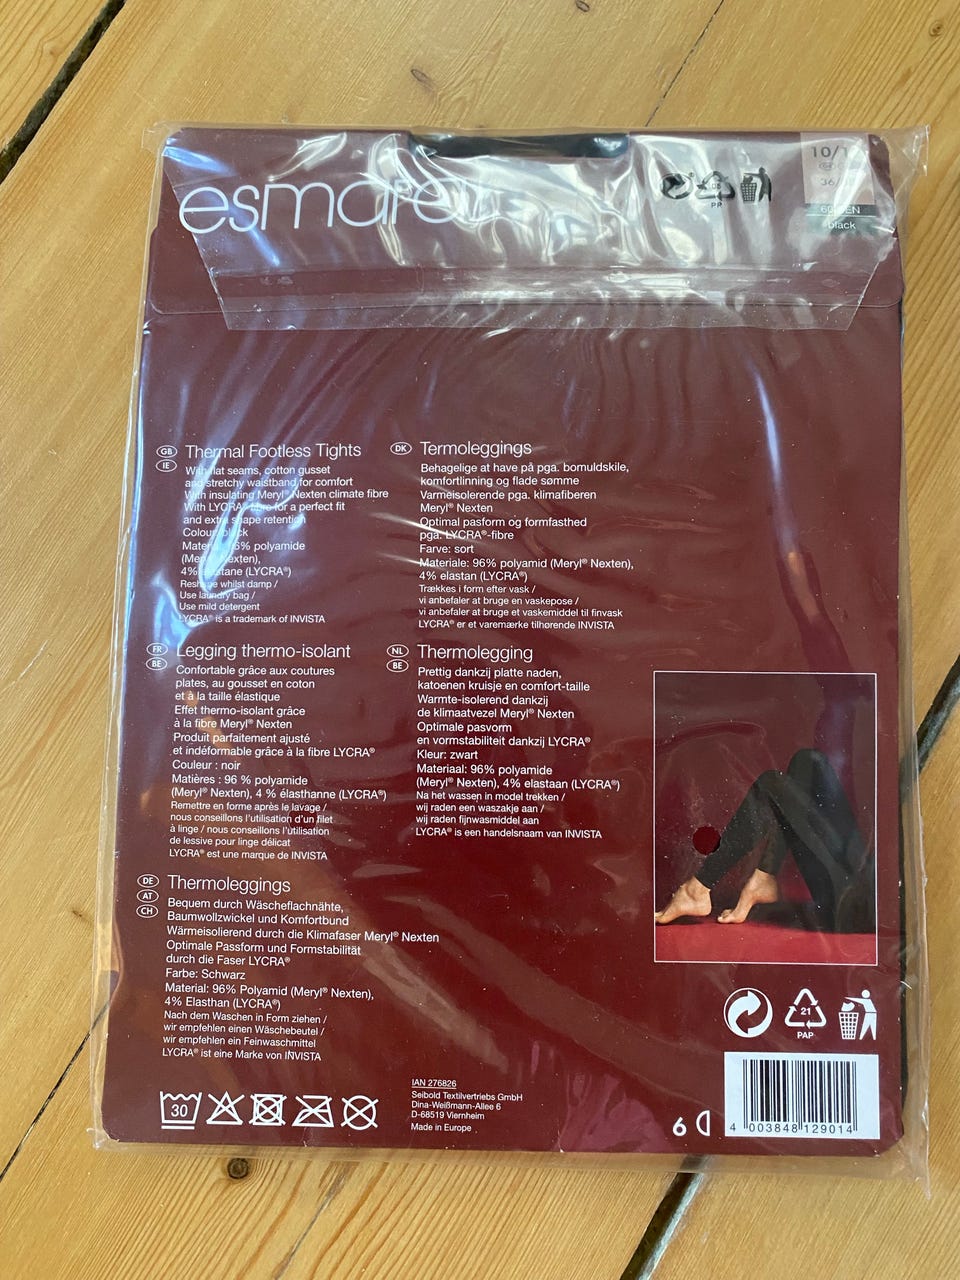 esmara
PP
10/1
36
60 DEN
black
GB
IE
Thermal Footless Tights
With flat seams, cotton gusset
and stretchy waistband for comfort
With insulating Meryl® Nexten climate fibre
With LYCRA® fibre for a perfect fit
and extra shape retention
Colour: black
Material: 96% polyamide
(Meryl® Nexten),
4% elastane (LYCRA®)
Reshape whilst damp /
Use laundry bag /
Use mild detergent
LYCRA® is a trademark of INVISTA
DK
Termoleggings
Behagelige at have på pga. bomuldskile,
komfortlinning og flade sømme
Varmeisolerende pga. klimafiberen
Meryl® Nexten
Optimal pasform og formfasthed
pga. LYCRA®-fibre
Farve: sort
Materiale: 96% polyamid (Meryl® Nexten),
4% elastan (LYCRA®)
Trækkes i form efter vask /
vi anbefaler at bruge en vaskepose /
vi anbefaler at bruge et vaskemiddel til finvask
LYCRA® er et varemærke tilhørende INVISTA
FR
BE
Legging thermo-isolant
Confortable grâce aux coutures
plates, au gousset en coton
et à la taille élastique
Effet thermo-isolant grâce
à la fibre Meryl® Nexten
Produit parfaitement ajusté
et indéformable grâce à la fibre LYCRA®
Couleur : noir
Matières : 96 % polyamide
(Meryl® Nexten), 4 % élasthanne (LYCRA®)
Remettre en forme après le lavage /
nous conseillons l'utilisation d'un filet
à linge / nous conseillons l'utilisation
de lessive pour linge délicat
LYCRA® est une marque de INVISTA
NL
BE
Thermolegging
Prettig dankzij platte naden,
katoenen kruisje en comfort-taille
Warmte-isolerend dankzij
de klimaatvezel Meryl® Nexten
Optimale pasvorm
en vormstabiliteit dankzij LYCRA®
Kleur: zwart
Materiaal: 96% polyamide
(Meryl® Nexten), 4% elastaan (LYCRA®)
Na het wassen in model trekken /
wij raden een waszakje aan /
wij raden fijnwasmiddel aan
LYCRA® is een handelsnaam van INVISTA
DE
AT
CH
Thermoleggings
Bequem durch Wäscheflachnähte,
Baumwollzwickel und Komfortbund
Wärmeisolierend durch die Klimafaser Meryl® Nexten
Optimale Passform und Formstabilität
durch die Faser LYCRA®
Farbe: Schwarz
Material: 96% Polyamid (Meryl® Nexten),
4% Elasthan (LYCRA®)
Nach dem Waschen in Form ziehen /
wir empfehlen einen Wäschebeutel /
wir empfehlen ein Feinwaschmittel
LYCRA® ist eine Marke von INVISTA
30
IAN 276826
Seibold Textilvertriebs GmbH
Dina-Weißmann-Allee 6
D-68519 Viernheim
Made in Europe
21
PAP
6
4 003848 129014